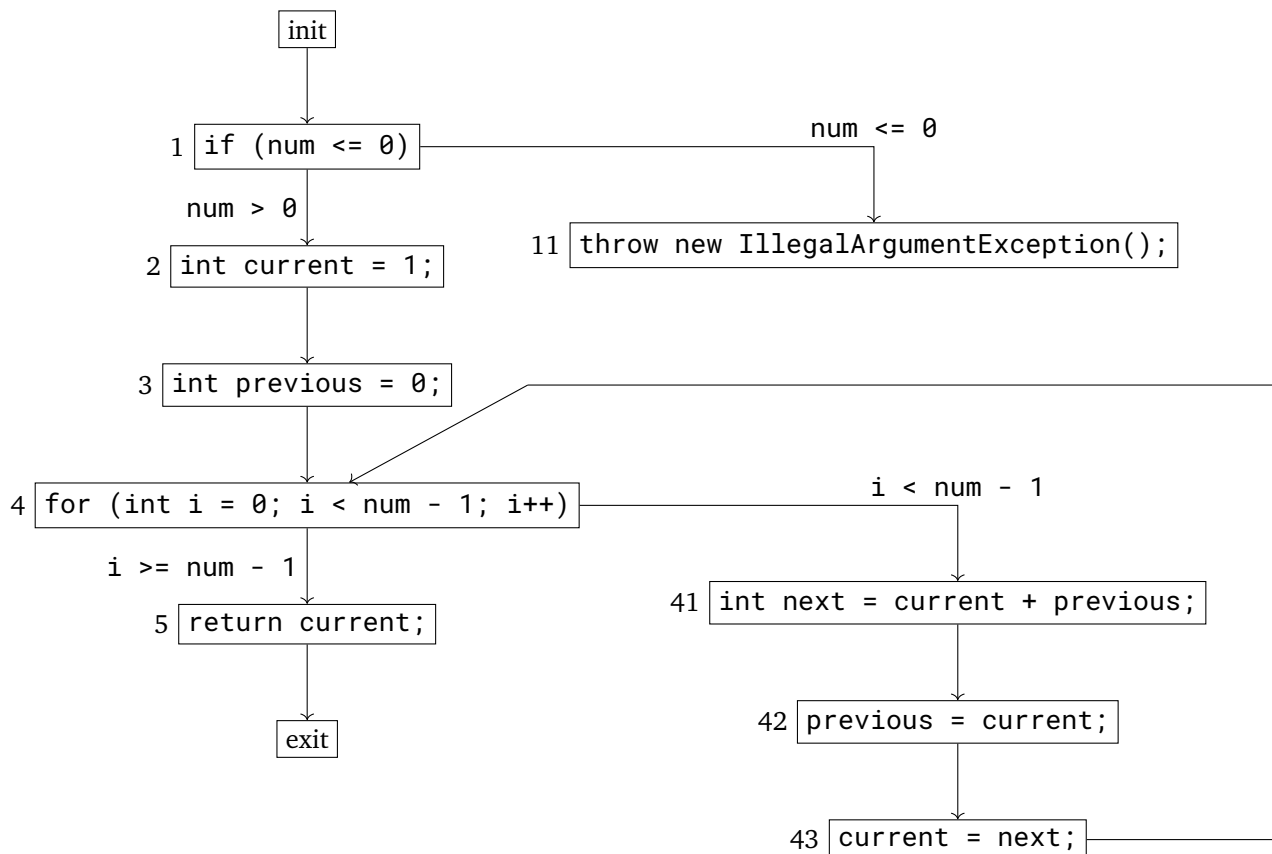 init
1 if (num <= 0)
num <= 0
num > 0
11 throw new IllegalArgumentException();
2 int current = 1;
3 int previous = 0;
4 for (int i = 0; i < num - 1; i++)
i < num - 1
i >= num - 1
41 int next = current + previous;
5 return current;
42 previous = current;
exit
43 current = next;